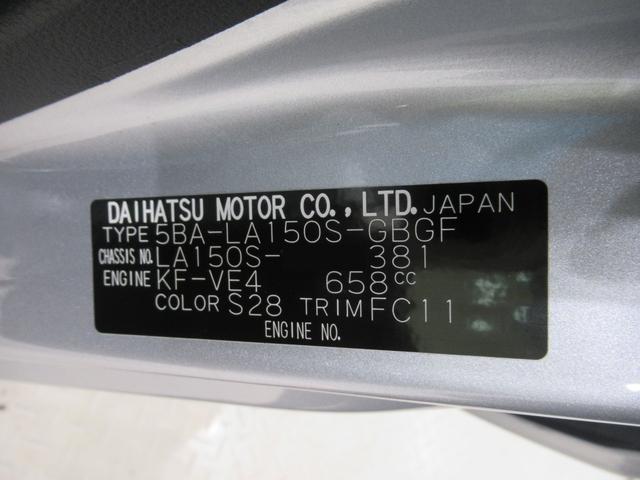 DAIHATSU MOTOR CO., LTD. JAPAN
TYPE 5BA-LA150S-GBGF
CHASSIS NO. LA150S- 381
ENGINE KF-VE4 658cc
COLOR S28 TRIM FC11
ENGINE NO.